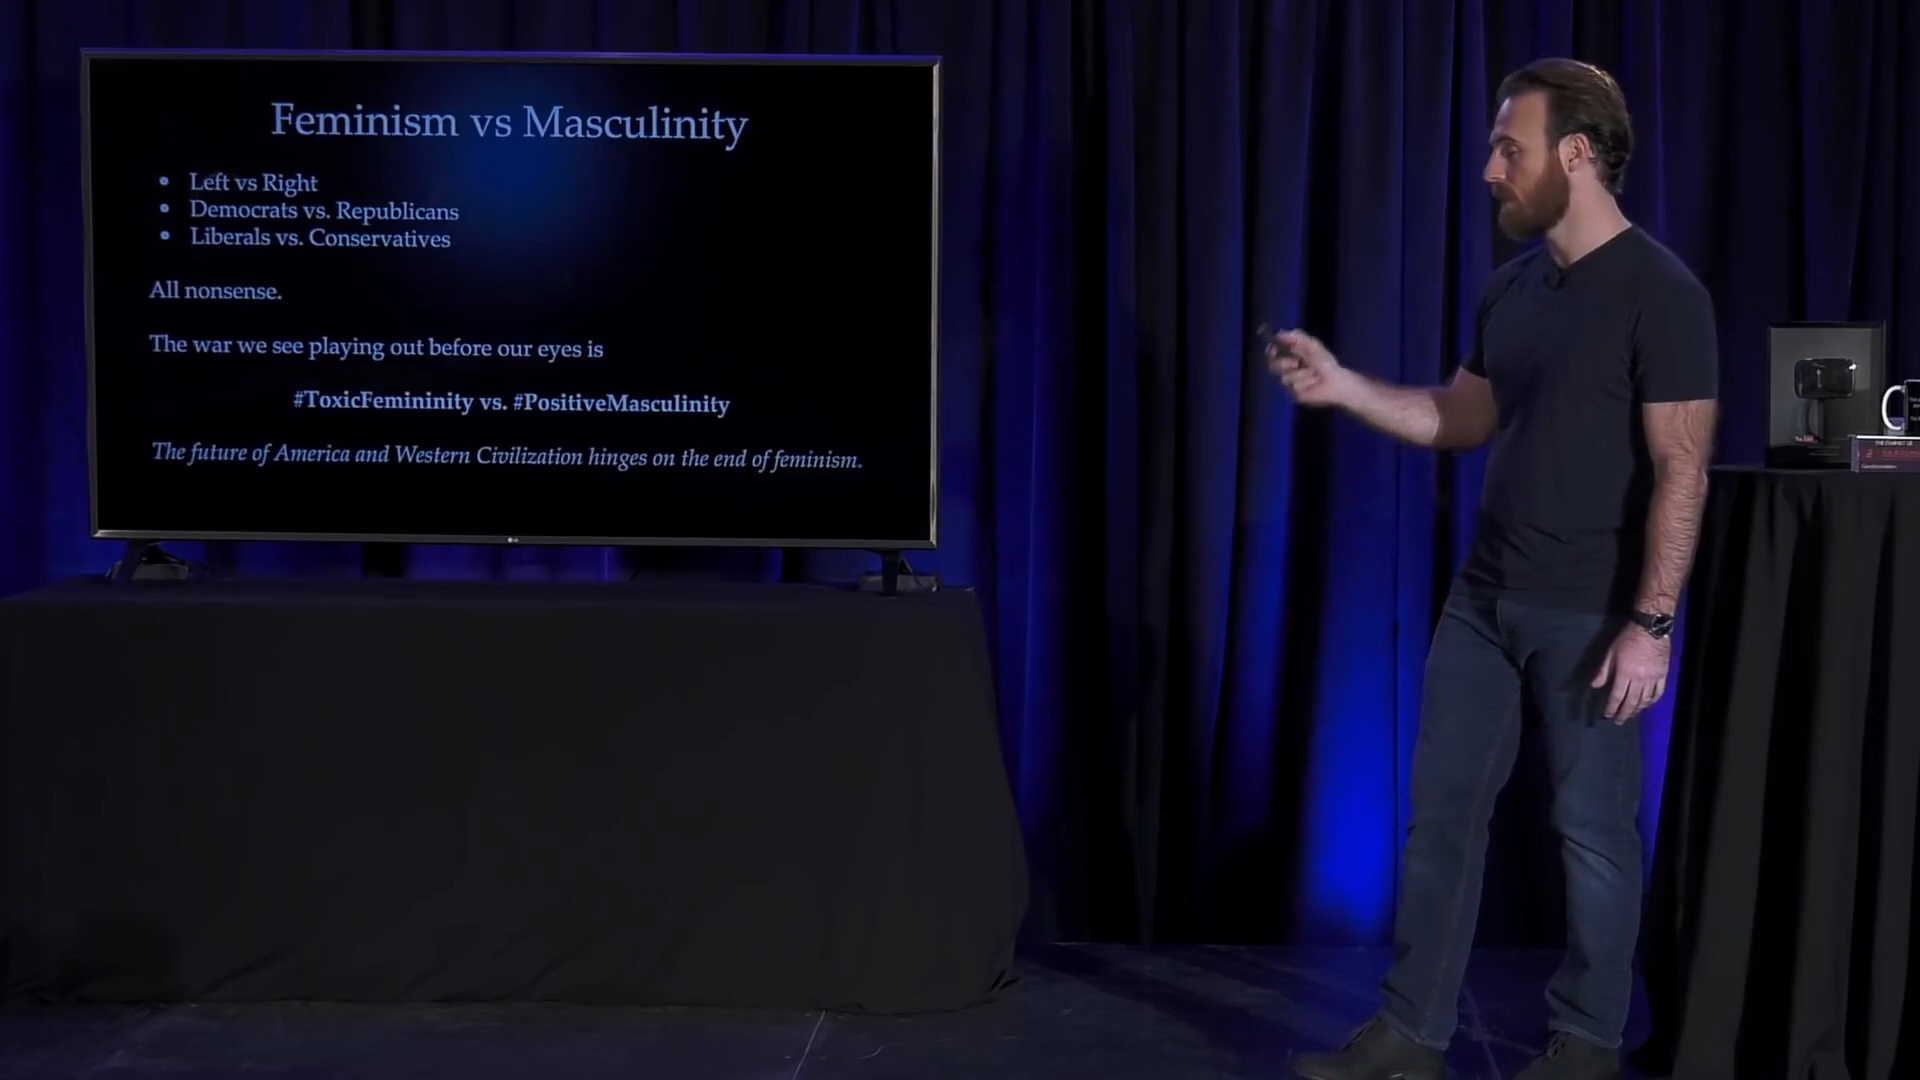 Feminism vs Masculinity
Left vs Right
Democrats vs. Republicans
Liberals vs. Conservatives
All nonsense.
The war we see playing out before our eyes is
#ToxicFemininity vs. #PositiveMasculinity
The future of America and Western Civilization hinges on the end of feminism.
LG